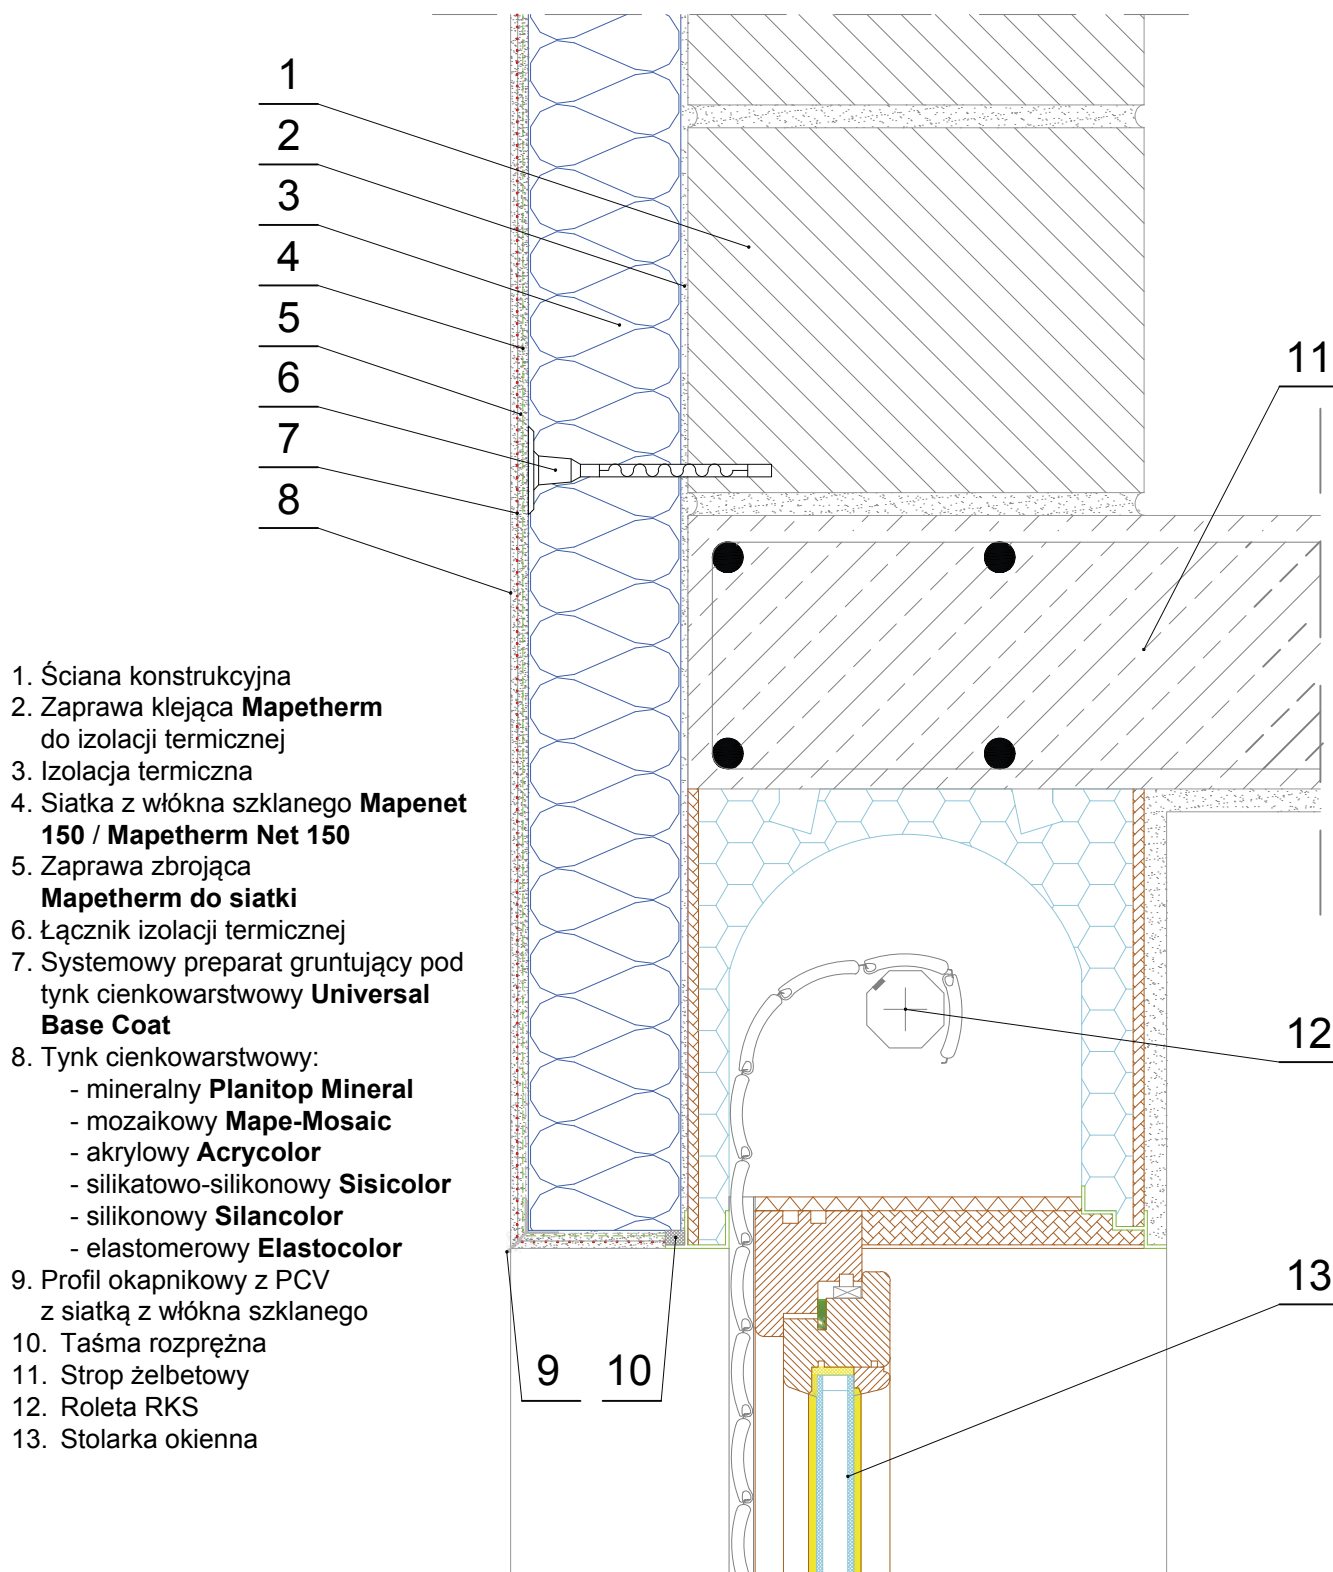 1
2
3
4
5
6
7
8
11
12
13
9
10
1. Ściana konstrukcyjna
2. Zaprawa klejąca Mapetherm
do izolacji termicznej
3. Izolacja termiczna
4. Siatka z włókna szklanego Mapenet
150 / Mapetherm Net 150
5. Zaprawa zbrojąca
Mapetherm do siatki
6. Łącznik izolacji termicznej
7. Systemowy preparat gruntujący pod
tynk cienkowarstwowy Universal
Base Coat
8. Tynk cienkowarstwowy:
- mineralny Planitop Mineral
- mozaikowy Mape-Mosaic
- akrylowy Acrycolor
- silikatowo-silikonowy Sisicolor
- silikonowy Silancolor
- elastomerowy Elastocolor
9. Profil okapnikowy z PCV
z siatką z włókna szklanego
10. Taśma rozprężna
11. Strop żelbetowy
12. Roleta RKS
13. Stolarka okienna